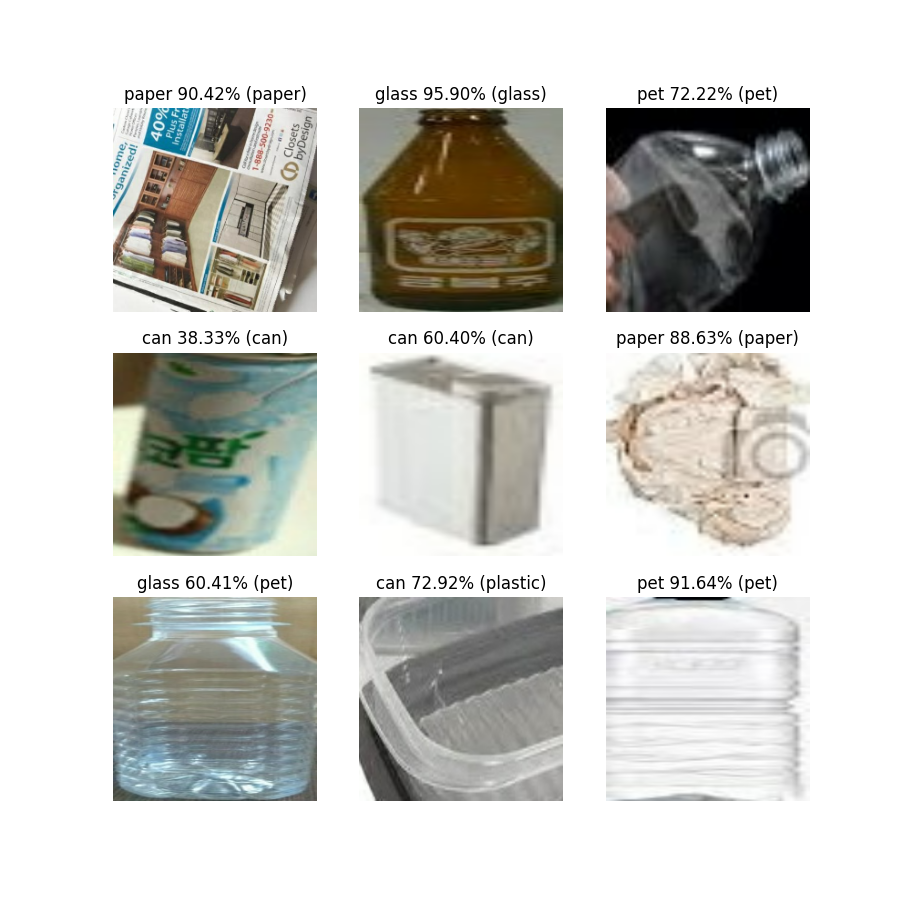 paper 90.42% (paper)
glass 95.90% (glass)
pet 72.22% (pet)
home,
organized!
40%
Plus Fr
Installat
1-888-500-9230
Closets
byDesign
can 38.33% (can)
can 60.40% (can)
paper 88.63% (paper)
코팜
glass 60.41% (pet)
can 72.92% (plastic)
pet 91.64% (pet)